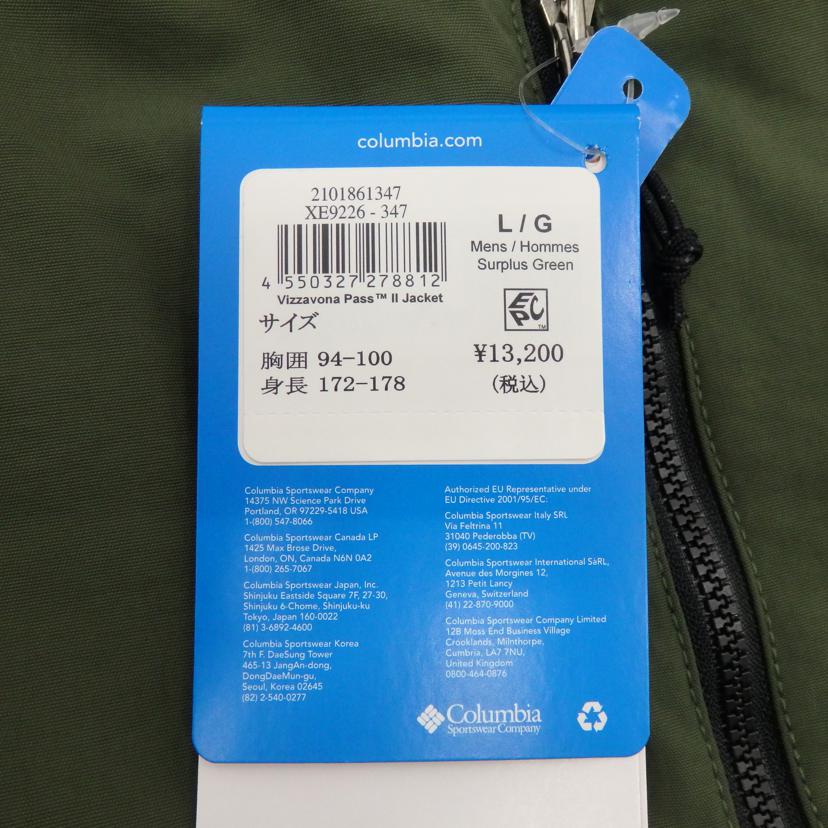 columbia.com
2101861347
XE9226 - 347
4 550327 278812
Vizzavona Pass™ II Jacket
サイズ
胸囲 94-100
身長 172-178
L / G
Mens / Hommes
Surplus Green
EPC
TM
¥13,200
(税込)
Columbia Sportswear Company
14375 NW Science Park Drive
Portland, OR 97229-5418 USA
1-(800) 547-8066
Columbia Sportswear Canada LP
1425 Max Brose Drive,
London, ON, Canada N6N 0A2
1-(800) 265-7067
Columbia Sportswear Japan, Inc.
Shinjuku Eastside Square 7F, 27-30,
Shinjuku 6-Chome, Shinjuku-ku
Tokyo, Japan 160-0022
(81) 3-6892-4600
Columbia Sportswear Korea
7th F. DaeSung Tower
465-13 JangAn-dong,
DongDaeMun-gu,
Seoul, Korea 02645
(82) 2-540-0277
Authorized EU Representative under
EU Directive 2001/95/EC:
Columbia Sportswear Italy SRL
Via Feltrina 11
31040 Pederobba (TV)
(39) 0645-200-823
Columbia Sportswear International SàRL,
Avenue des Morgines 12,
1213 Petit Lancy
Geneva, Switzerland
(41) 22-870-9000
Columbia Sportswear Company Limited
12B Moss End Business Village
Crooklands, Milnthorpe,
Cumbria, LA7 7NU,
United Kingdom
0800-464-0876
Columbia
Sportswear Company